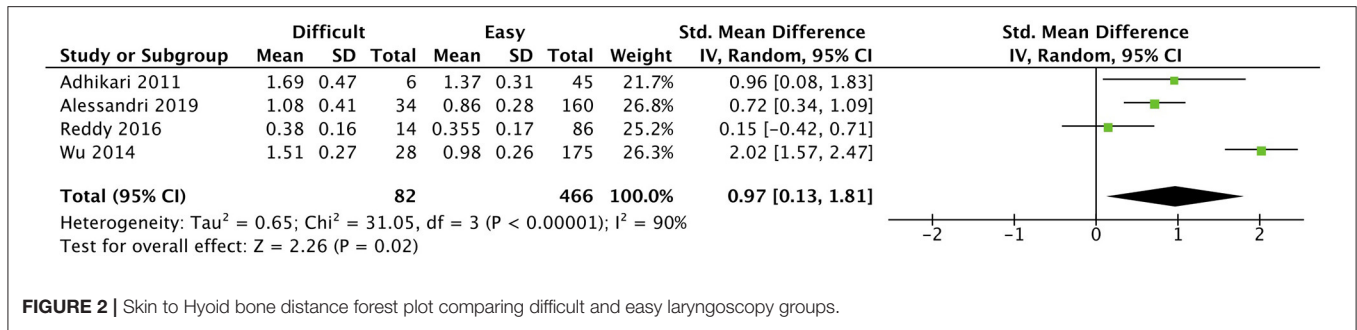 Difficult Easy Std. Mean Difference Std. Mean Difference
Study or Subgroup Mean SD Total Mean SD Total Weight IV, Random, 95% CI IV, Random, 95% CI
Adhikari 2011 1.69 0.47 6 1.37 0.31 45 21.7% 0.96 [0.08, 1.83]
Alessandri 2019 1.08 0.41 34 0.86 0.28 160 26.8% 0.72 [0.34, 1.09]
Reddy 2016 0.38 0.16 14 0.355 0.17 86 25.2% 0.15 [−0.42, 0.71]
Wu 2014 1.51 0.27 28 0.98 0.26 175 26.3% 2.02 [1.57, 2.47]
Total (95% CI) 82 466 100.0% 0.97 [0.13, 1.81]
Heterogeneity: Tau² = 0.65; Chi² = 31.05, df = 3 (P < 0.00001); I² = 90%
Test for overall effect: Z = 2.26 (P = 0.02)
−2 −1 0 1 2
FIGURE 2 | Skin to Hyoid bone distance forest plot comparing difficult and easy laryngoscopy groups.